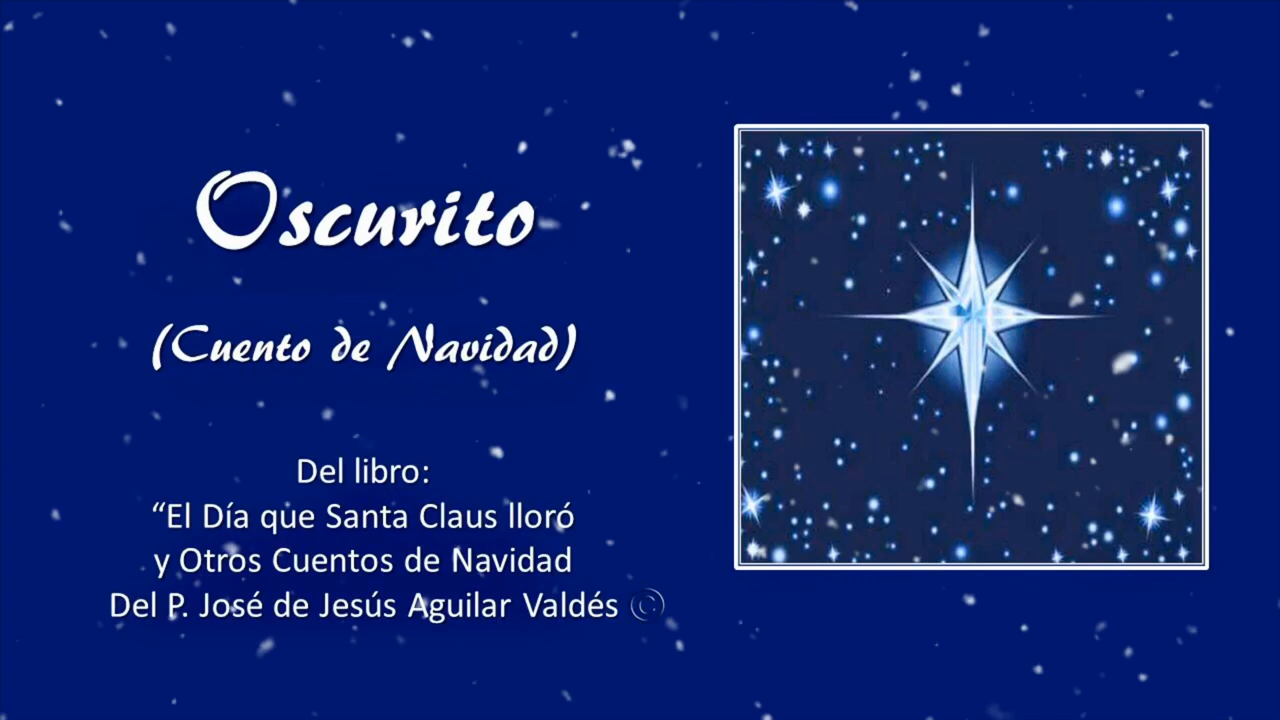 Oscurito
(Cuento de Navidad)
Del libro:
“El Día que Santa Claus lloró
y Otros Cuentos de Navidad
Del P. José de Jesús Aguilar Valdés ©